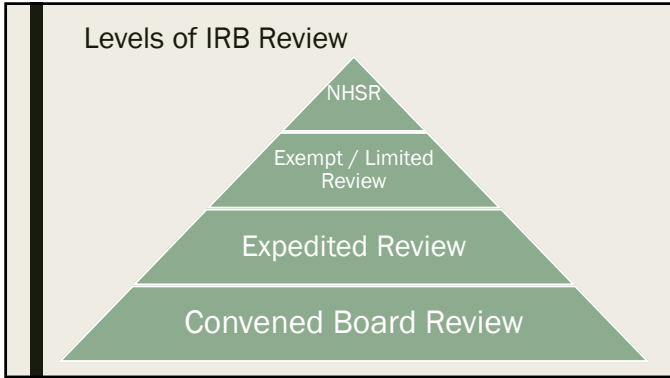 Levels of IRB Review
NHSR
Exempt / Limited
Review
Expedited Review
Convened Board Review